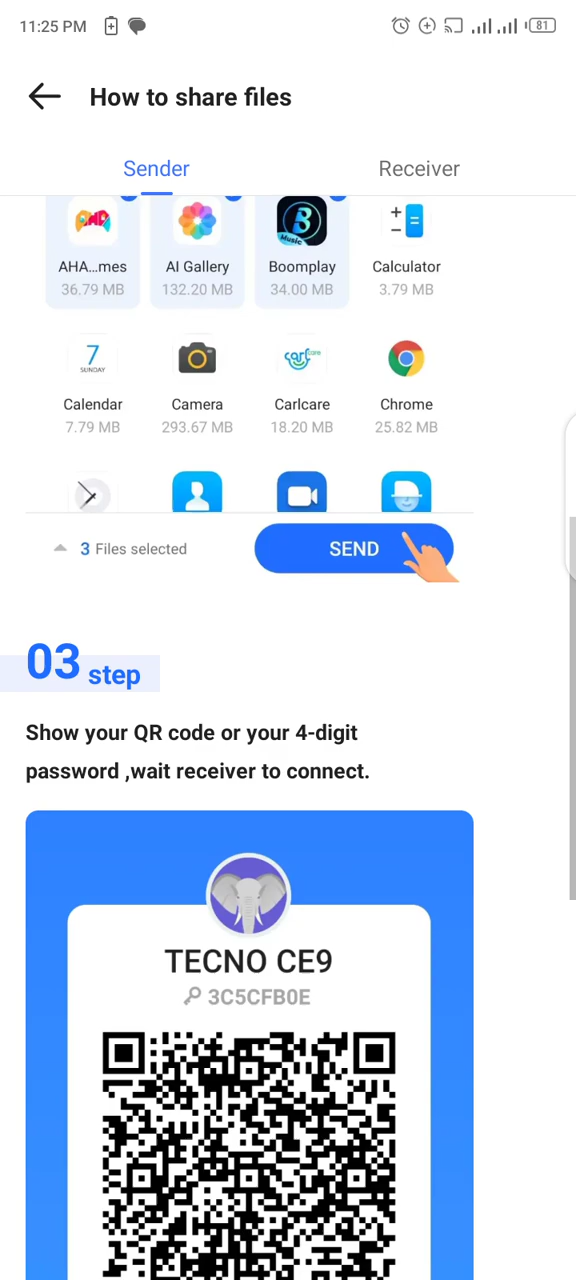 11:25 PM 81
How to share files
Sender Receiver
AHA...mes AI Gallery Boomplay Calculator
36.79 MB 132.20 MB 34.00 MB 3.79 MB
7
SUNDAY
Calendar Camera Carlcare Chrome
7.79 MB 293.67 MB 18.20 MB 25.82 MB
3 Files selected SEND
03 step
Show your QR code or your 4-digit
password ,wait receiver to connect.
TECNO CE9
3C5CFB0E